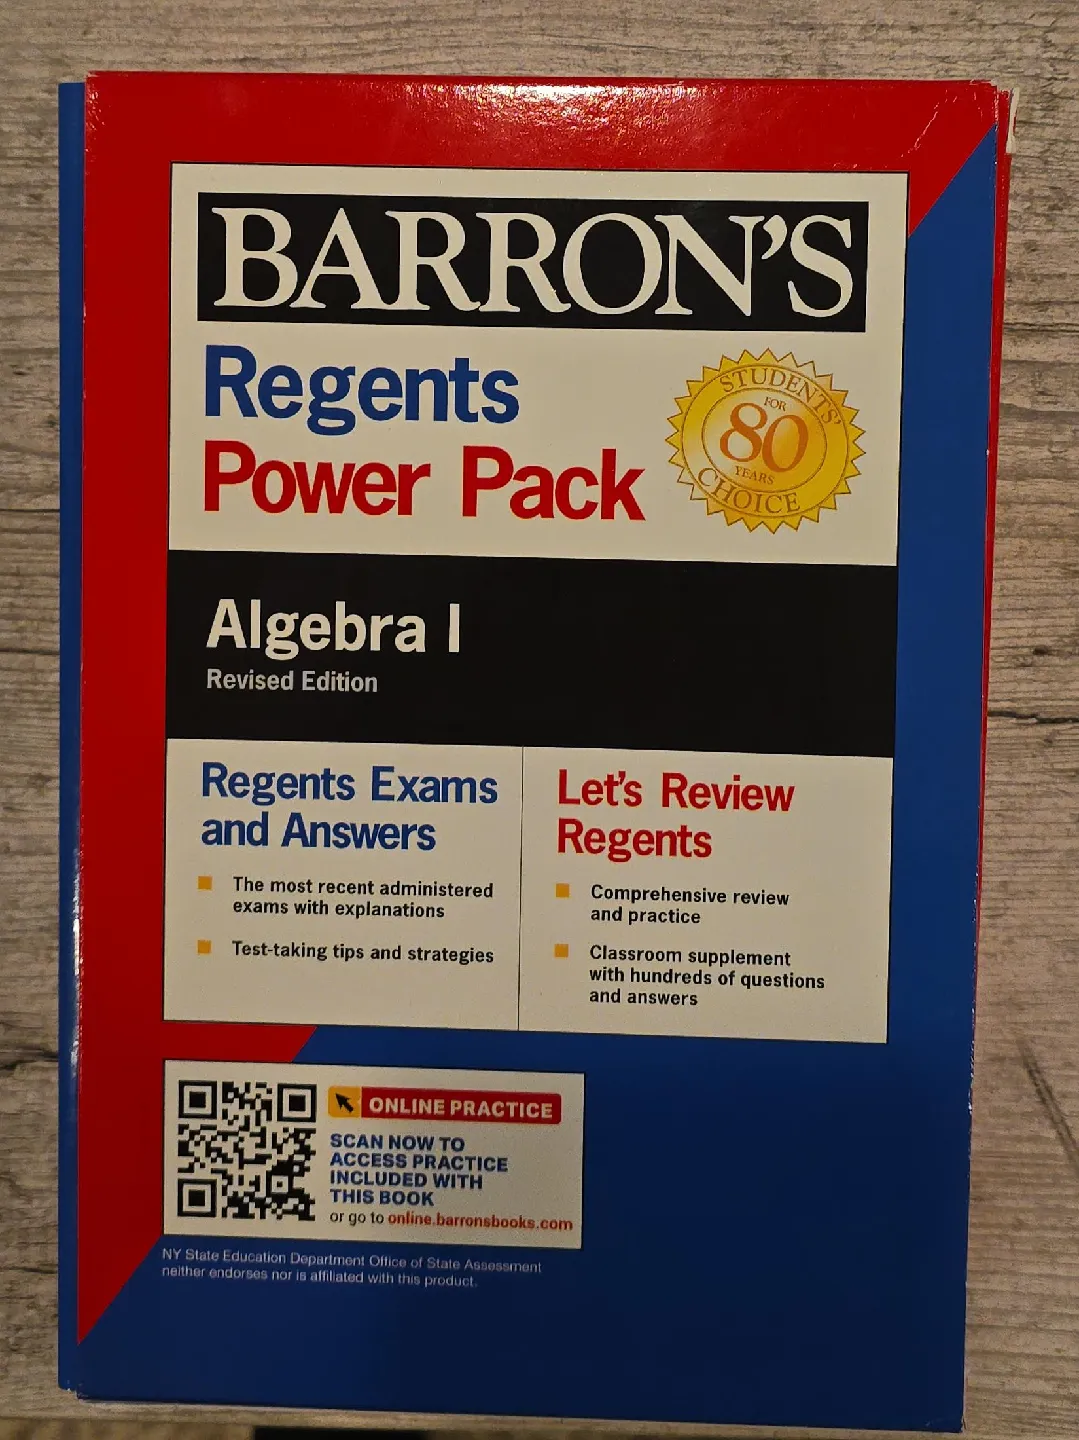 BARRON'S
Regents
Power Pack
STUDENTS'
FOR
80
YEARS
CHOICE
Algebra I
Revised Edition
Regents Exams
and Answers
The most recent administered
exams with explanations
Test-taking tips and strategies
Let's Review
Regents
Comprehensive review
and practice
Classroom supplement
with hundreds of questions
and answers
ONLINE PRACTICE
SCAN NOW TO
ACCESS PRACTICE
INCLUDED WITH
THIS BOOK
or go to online.barronsbooks.com
NY State Education Department Office of State Assessment
neither endorses nor is affiliated with this product.